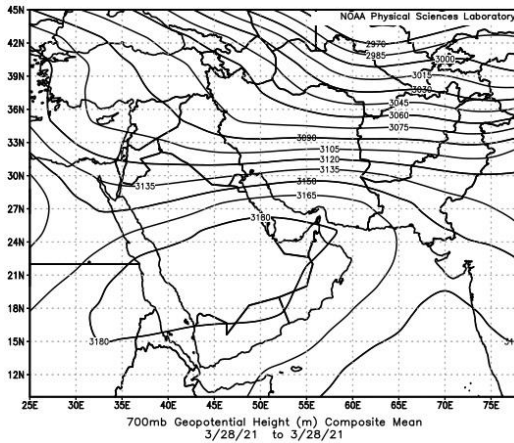 NOAA Physical Sciences Laboratory
45N
42N
39N
36N
33N
30N
27N
24N
21N
18N
15N
12N
2970
2985
3000
3015
3030
3045
3060
3075
3090
3105
3120
3135
3135
3150
3165
3180
3180
25E 30E 35E 40E 45E 50E 55E 60E 65E 70E 75E
700mb Geopotential Height (m) Composite Mean
3/28/21 to 3/28/21